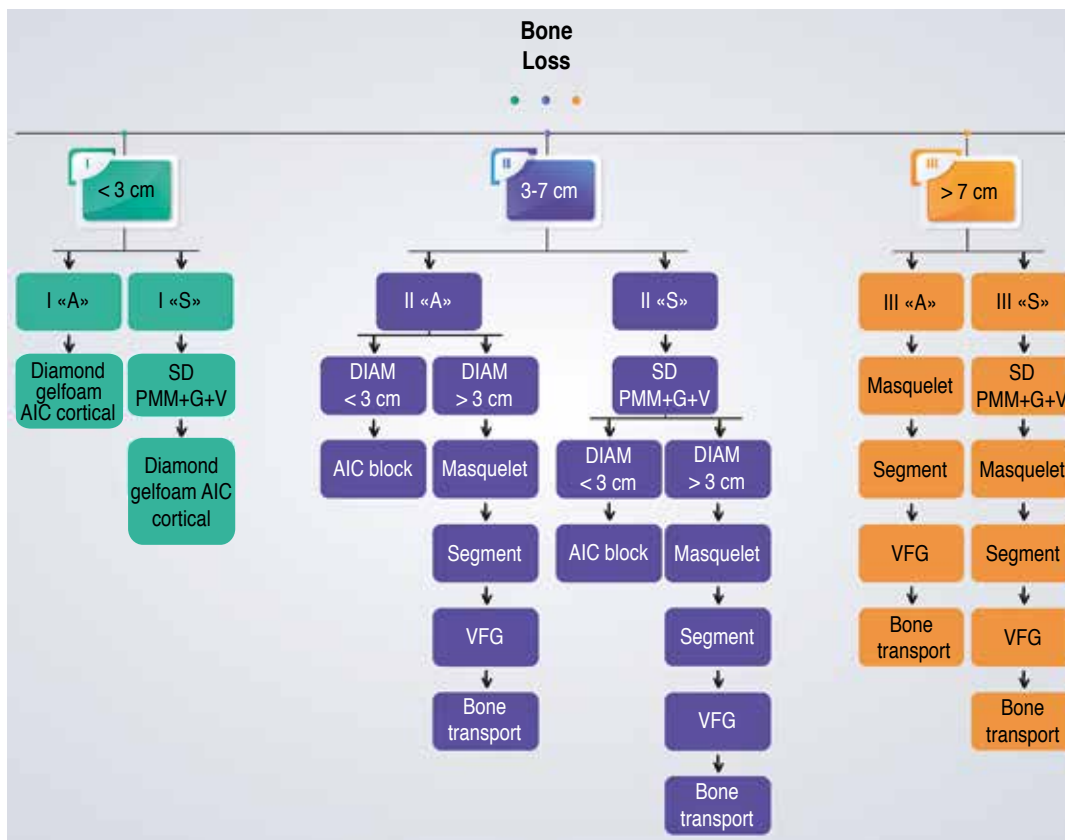 Bone
Loss
I
< 3 cm
II
3-7 cm
III
> 7 cm
I «A»
I «S»
II «A»
II «S»
III «A»
III «S»
Diamond
gelfoam
AIC cortical
SD
PMM+G+V
DIAM
< 3 cm
DIAM
> 3 cm
SD
PMM+G+V
Masquelet
SD
PMM+G+V
Diamond
gelfoam AIC
cortical
AIC block
Masquelet
DIAM
< 3 cm
DIAM
> 3 cm
Segment
Masquelet
Segment
AIC block
Masquelet
VFG
Segment
VFG
Segment
Bone
transport
VFG
Bone
transport
VFG
Bone
transport
Bone
transport